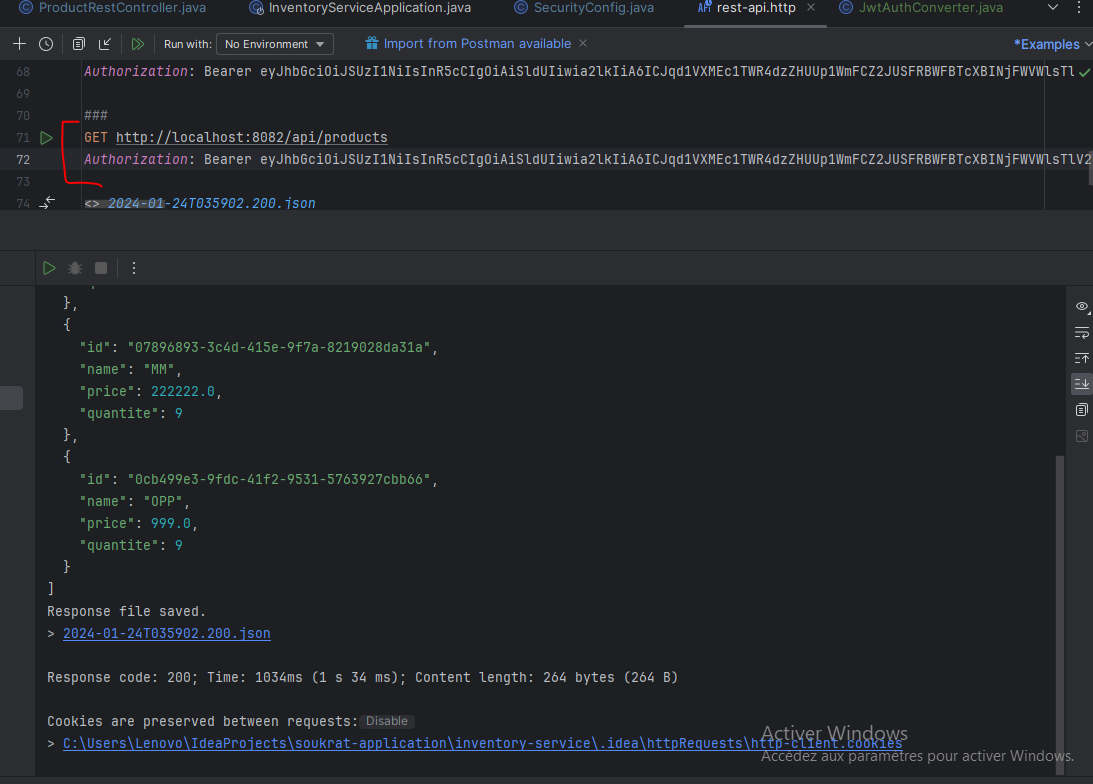 ProductRestController.java InventoryServiceApplication.java SecurityConfig.java API rest-api.http JwtAuthConverter.java
Run with: No Environment Import from Postman available *Examples
68 Authorization: Bearer eyJhbGciOiJSUzI1NiIsInR5cCIgOiAiSldUIiwia2lkIiA6ICJqd1VXMEc1TWR4dzZHUUp1WmFCZ2JUSFRBWFBTcXBINjFWVWlsTl
69
70 ###
71 GET http://localhost:8082/api/products
72 Authorization: Bearer eyJhbGciOiJSUzI1NiIsInR5cCIgOiAiSldUIiwia2lkIiA6ICJqd1VXMEc1TWR4dzZHUUp1WmFCZ2JUSFRBWFBTcXBINjFWVWlsTlV2
73
74 <> 2024-01-24T035902.200.json
},
{
"id": "07896893-3c4d-415e-9f7a-8219028da31a",
"name": "MM",
"price": 222222.0,
"quantite": 9
},
{
"id": "0cb499e3-9fdc-41f2-9531-5763927cbb66",
"name": "OPP",
"price": 999.0,
"quantite": 9
}
]
Response file saved.
> 2024-01-24T035902.200.json
Response code: 200; Time: 1034ms (1 s 34 ms); Content length: 264 bytes (264 B)
Cookies are preserved between requests: Disable
> C:\Users\Lenovo\IdeaProjects\soukrat-application\inventory-service\.idea\httpRequests\http-client.cookies
Activer Windows
Accédez aux paramètres pour activer Windows.